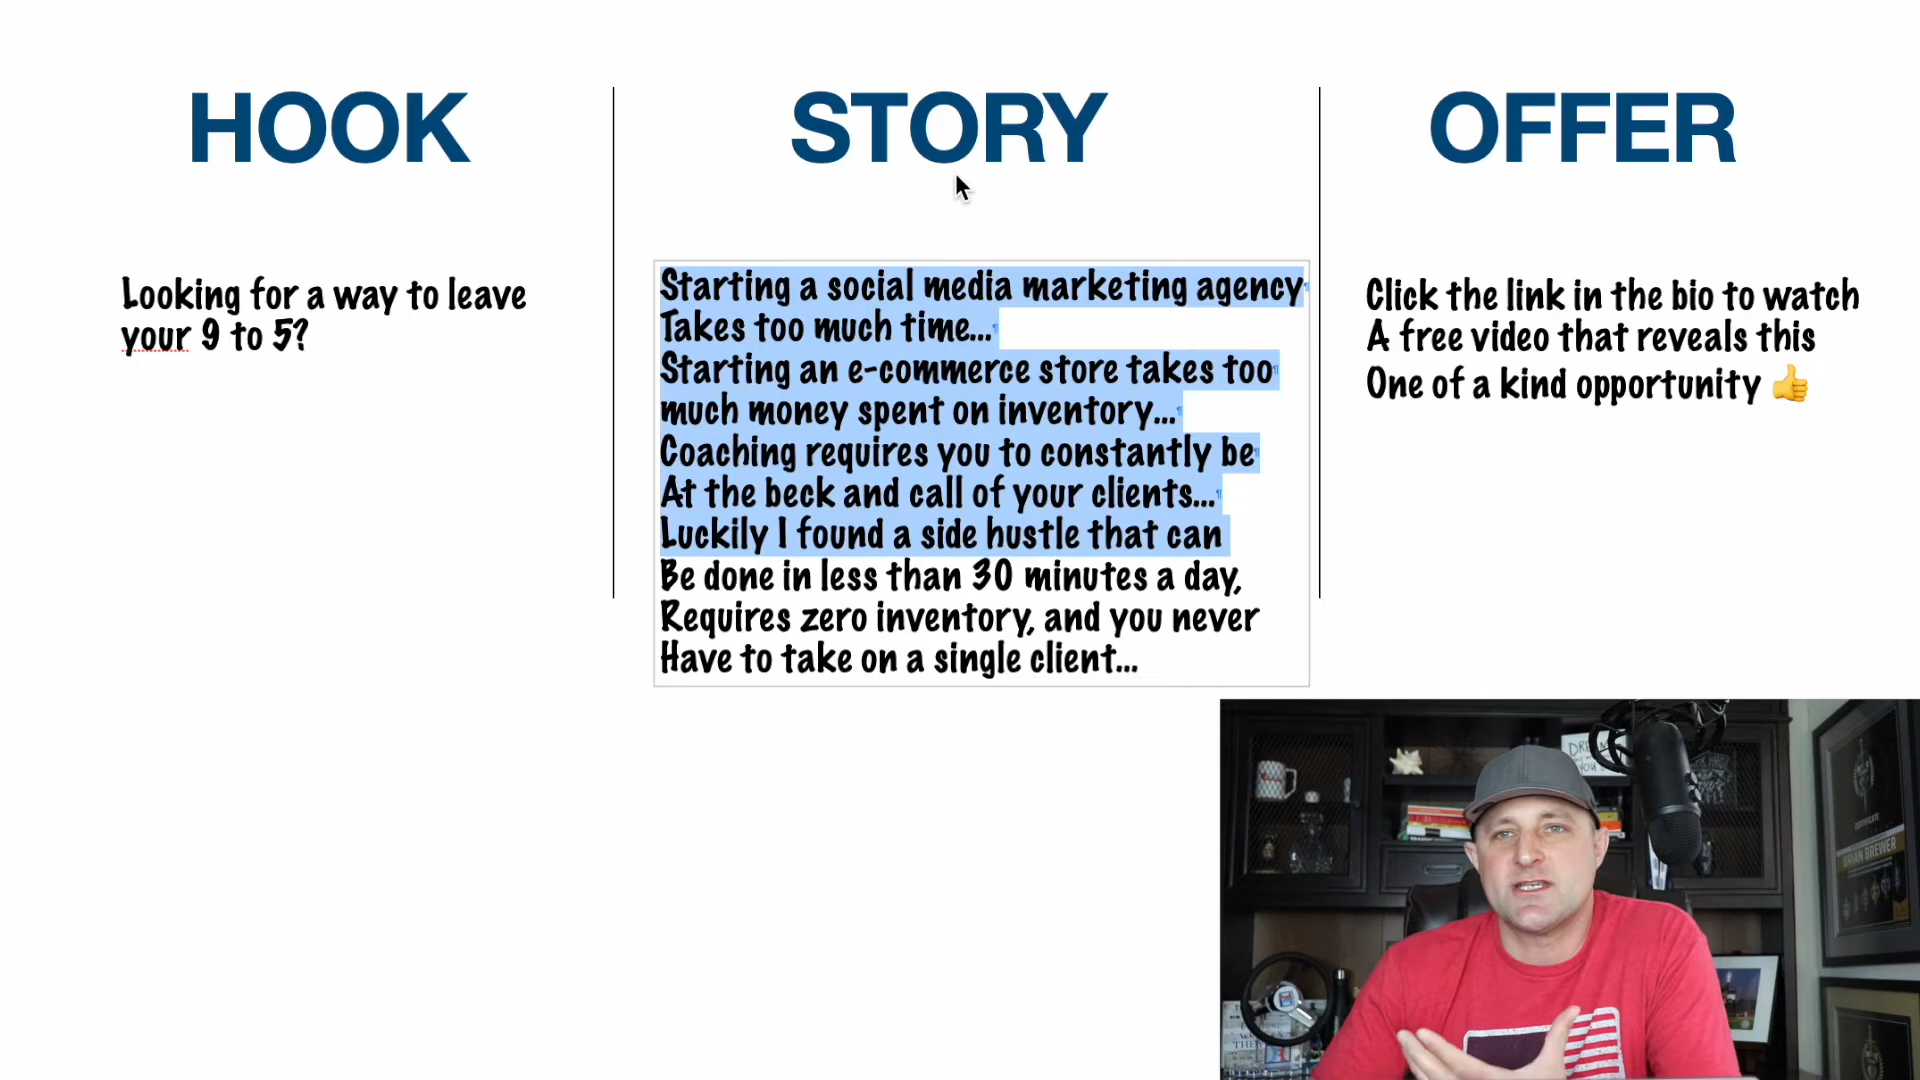 HOOK
STORY
OFFER
Looking for a way to leave
your 9 to 5?
Starting a social media marketing agency
Takes too much time...
Starting an e-commerce store takes too
much money spent on inventory...
Coaching requires you to constantly be
At the beck and call of your clients...
Luckily I found a side hustle that can
Be done in less than 30 minutes a day,
Requires zero inventory, and you never
Have to take on a single client...
Click the link in the bio to watch
A free video that reveals this
One of a kind opportunity 👍
CERTIFICATE
BRIAN BREWER